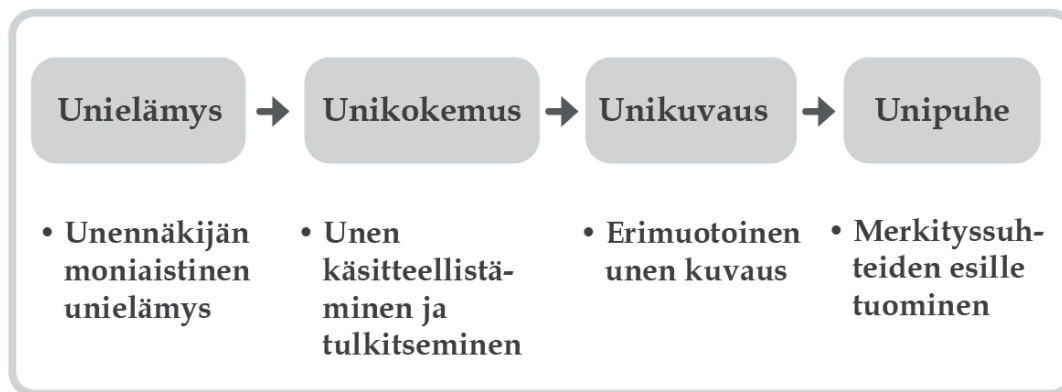 Unielämys
Unikokemus
Unikuvaus
Unipuhe
• Unennäkijän
moniaistinen
unielämys
• Unen
käsitteellistä-
minen ja
tulkitseminen
• Erimuotoinen
unen kuvaus
• Merkityssuh-
teiden esille
tuominen